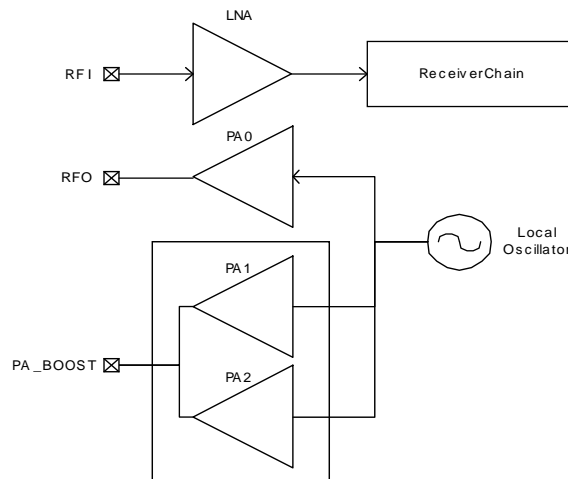 LNA
RFI
ReceiverChain
PA0
RFO
Local
Oscillator
PA1
PA_BOOST
PA2